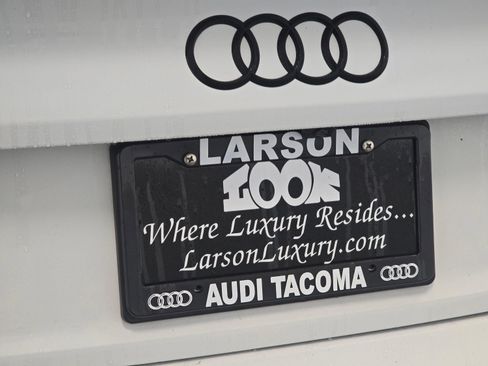 LARSON
LOOK
Where Luxury Resides...
LarsonLuxury.com
AUDI TACOMA